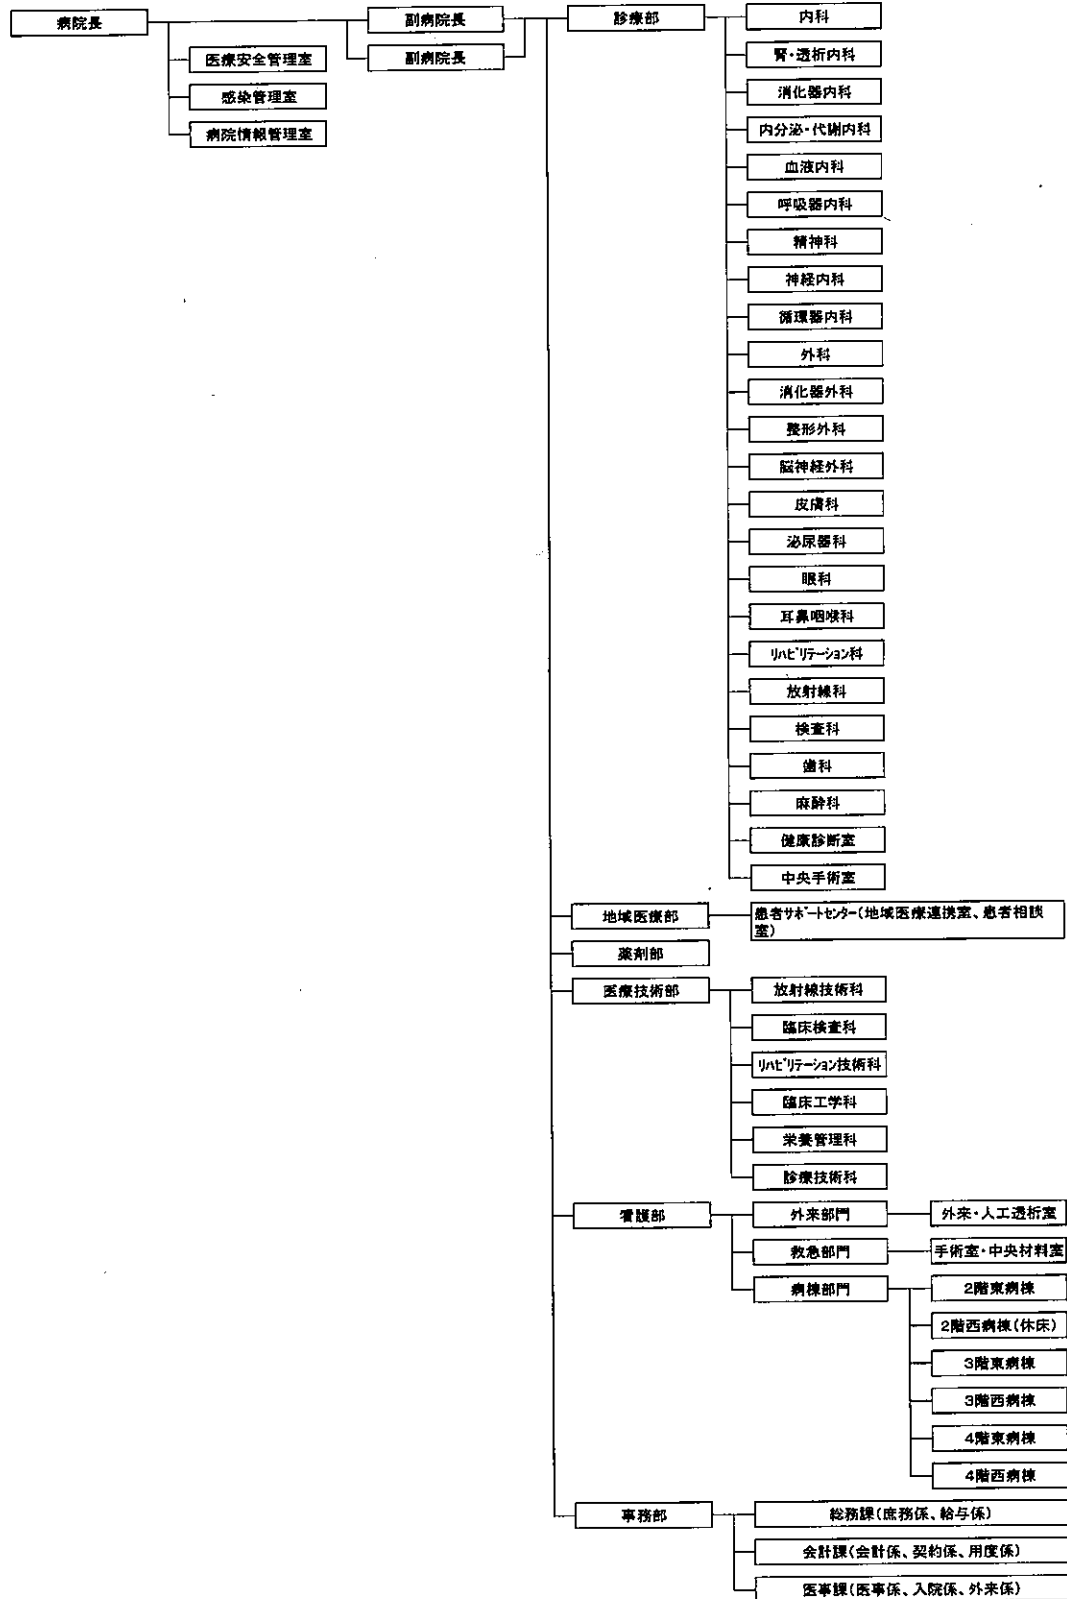 病院長
副病院長
診療部
内科
副病院長
医療安全管理室
腎・透析内科
感染管理室
消化器内科
病院情報管理室
内分泌・代謝内科
血液内科
呼吸器内科
精神科
神経内科
循環器内科
外科
消化器外科
整形外科
脳神経外科
皮膚科
泌尿器科
眼科
耳鼻咽喉科
リハビリテーション科
放射線科
検査科
歯科
麻酔科
健康診断室
中央手術室
地域医療部
患者サポートセンター(地域医療連携室、患者相談
室)
薬剤部
医療技術部
放射線技術科
臨床検査科
リハビリテーション技術科
臨床工学科
栄養管理科
診療技術科
看護部
外来部門
外来・人工透析室
救急部門
手術室・中央材料室
病棟部門
2階東病棟
2階西病棟(休床)
3階東病棟
3階西病棟
4階東病棟
4階西病棟
事務部
総務課(庶務係、給与係)
会計課(会計係、契約係、用度係)
医事課(医事係、入院係、外来係)